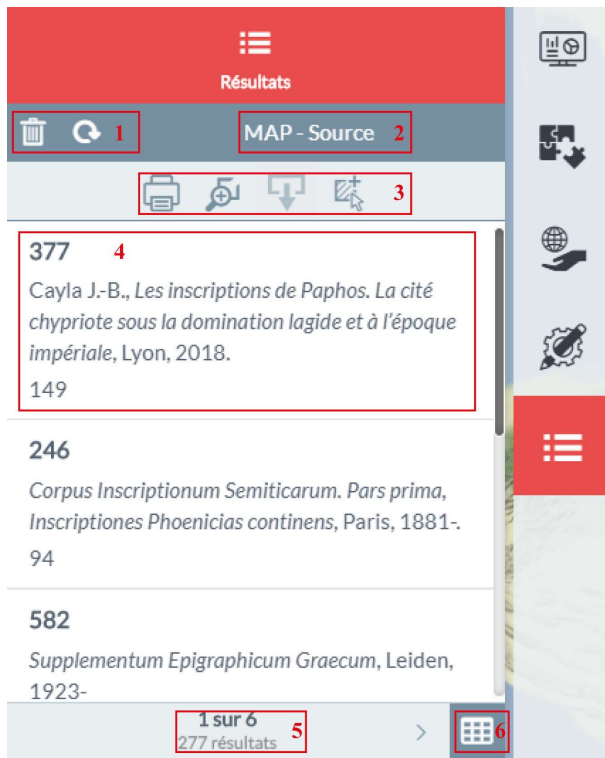 Résultats
1
MAP - Source 2
3
377 4
Cayla J.-B., Les inscriptions de Paphos. La cité
chypriote sous la domination lagide et à l'époque
impériale, Lyon, 2018.
149
246
Corpus Inscriptionum Semiticarum. Pars prima,
Inscriptiones Phoenicias continens, Paris, 1881-.
94
582
Supplementum Epigraphicum Graecum, Leiden,
1923-
1 sur 6
277 résultats 5
6